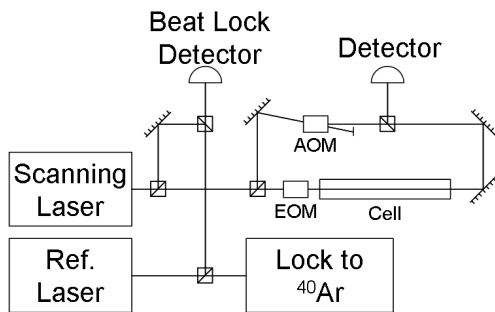 Beat Lock
Detector
Detector
AOM
Scanning
Laser
EOM
Cell
Ref.
Laser
Lock to
⁴⁰Ar